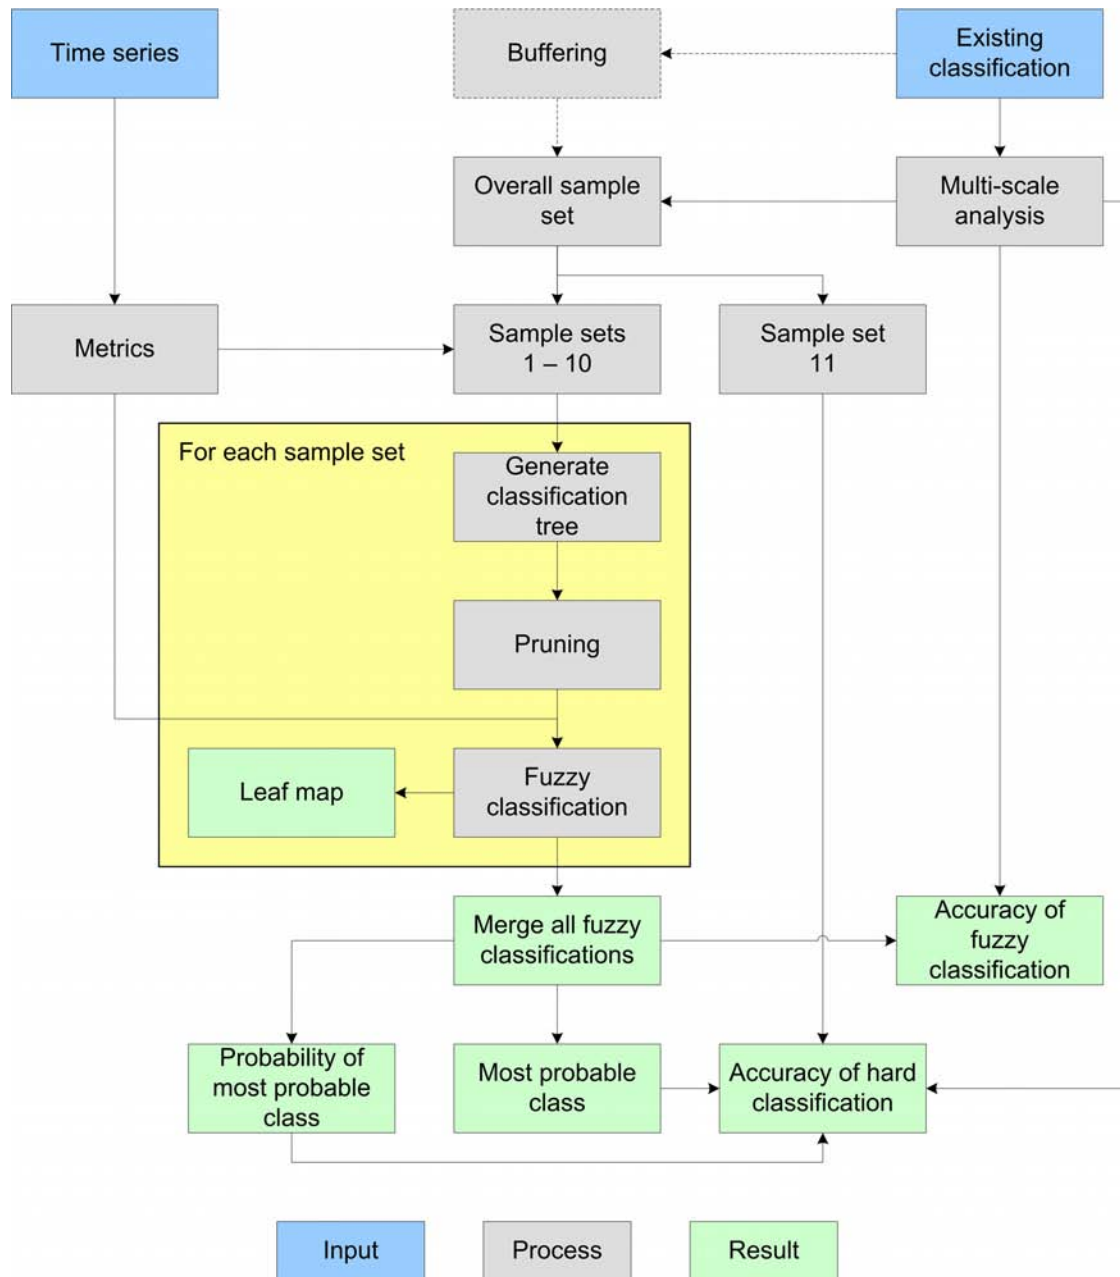 Time series
Buffering
Existing
classification
Overall sample
set
Multi-scale
analysis
Metrics
Sample sets
1 – 10
Sample set
11
For each sample set
Generate
classification
tree
Pruning
Leaf map
Fuzzy
classification
Merge all fuzzy
classifications
Accuracy of
fuzzy
classification
Probability of
most probable
class
Most probable
class
Accuracy of hard
classification
Input
Process
Result